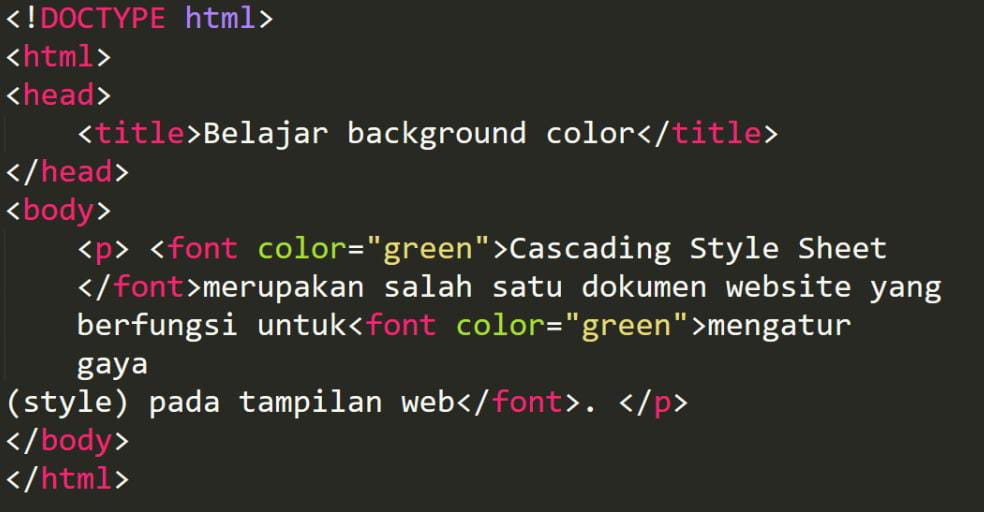 <!DOCTYPE html>
<html>
<head>
    <title>Belajar background color</title>
</head>
<body>
    <p> <font color="green">Cascading Style Sheet
    </font>merupakan salah satu dokumen website yang
    berfungsi untuk<font color="green">mengatur
    gaya
(style) pada tampilan web</font>. </p>
</body>
</html>